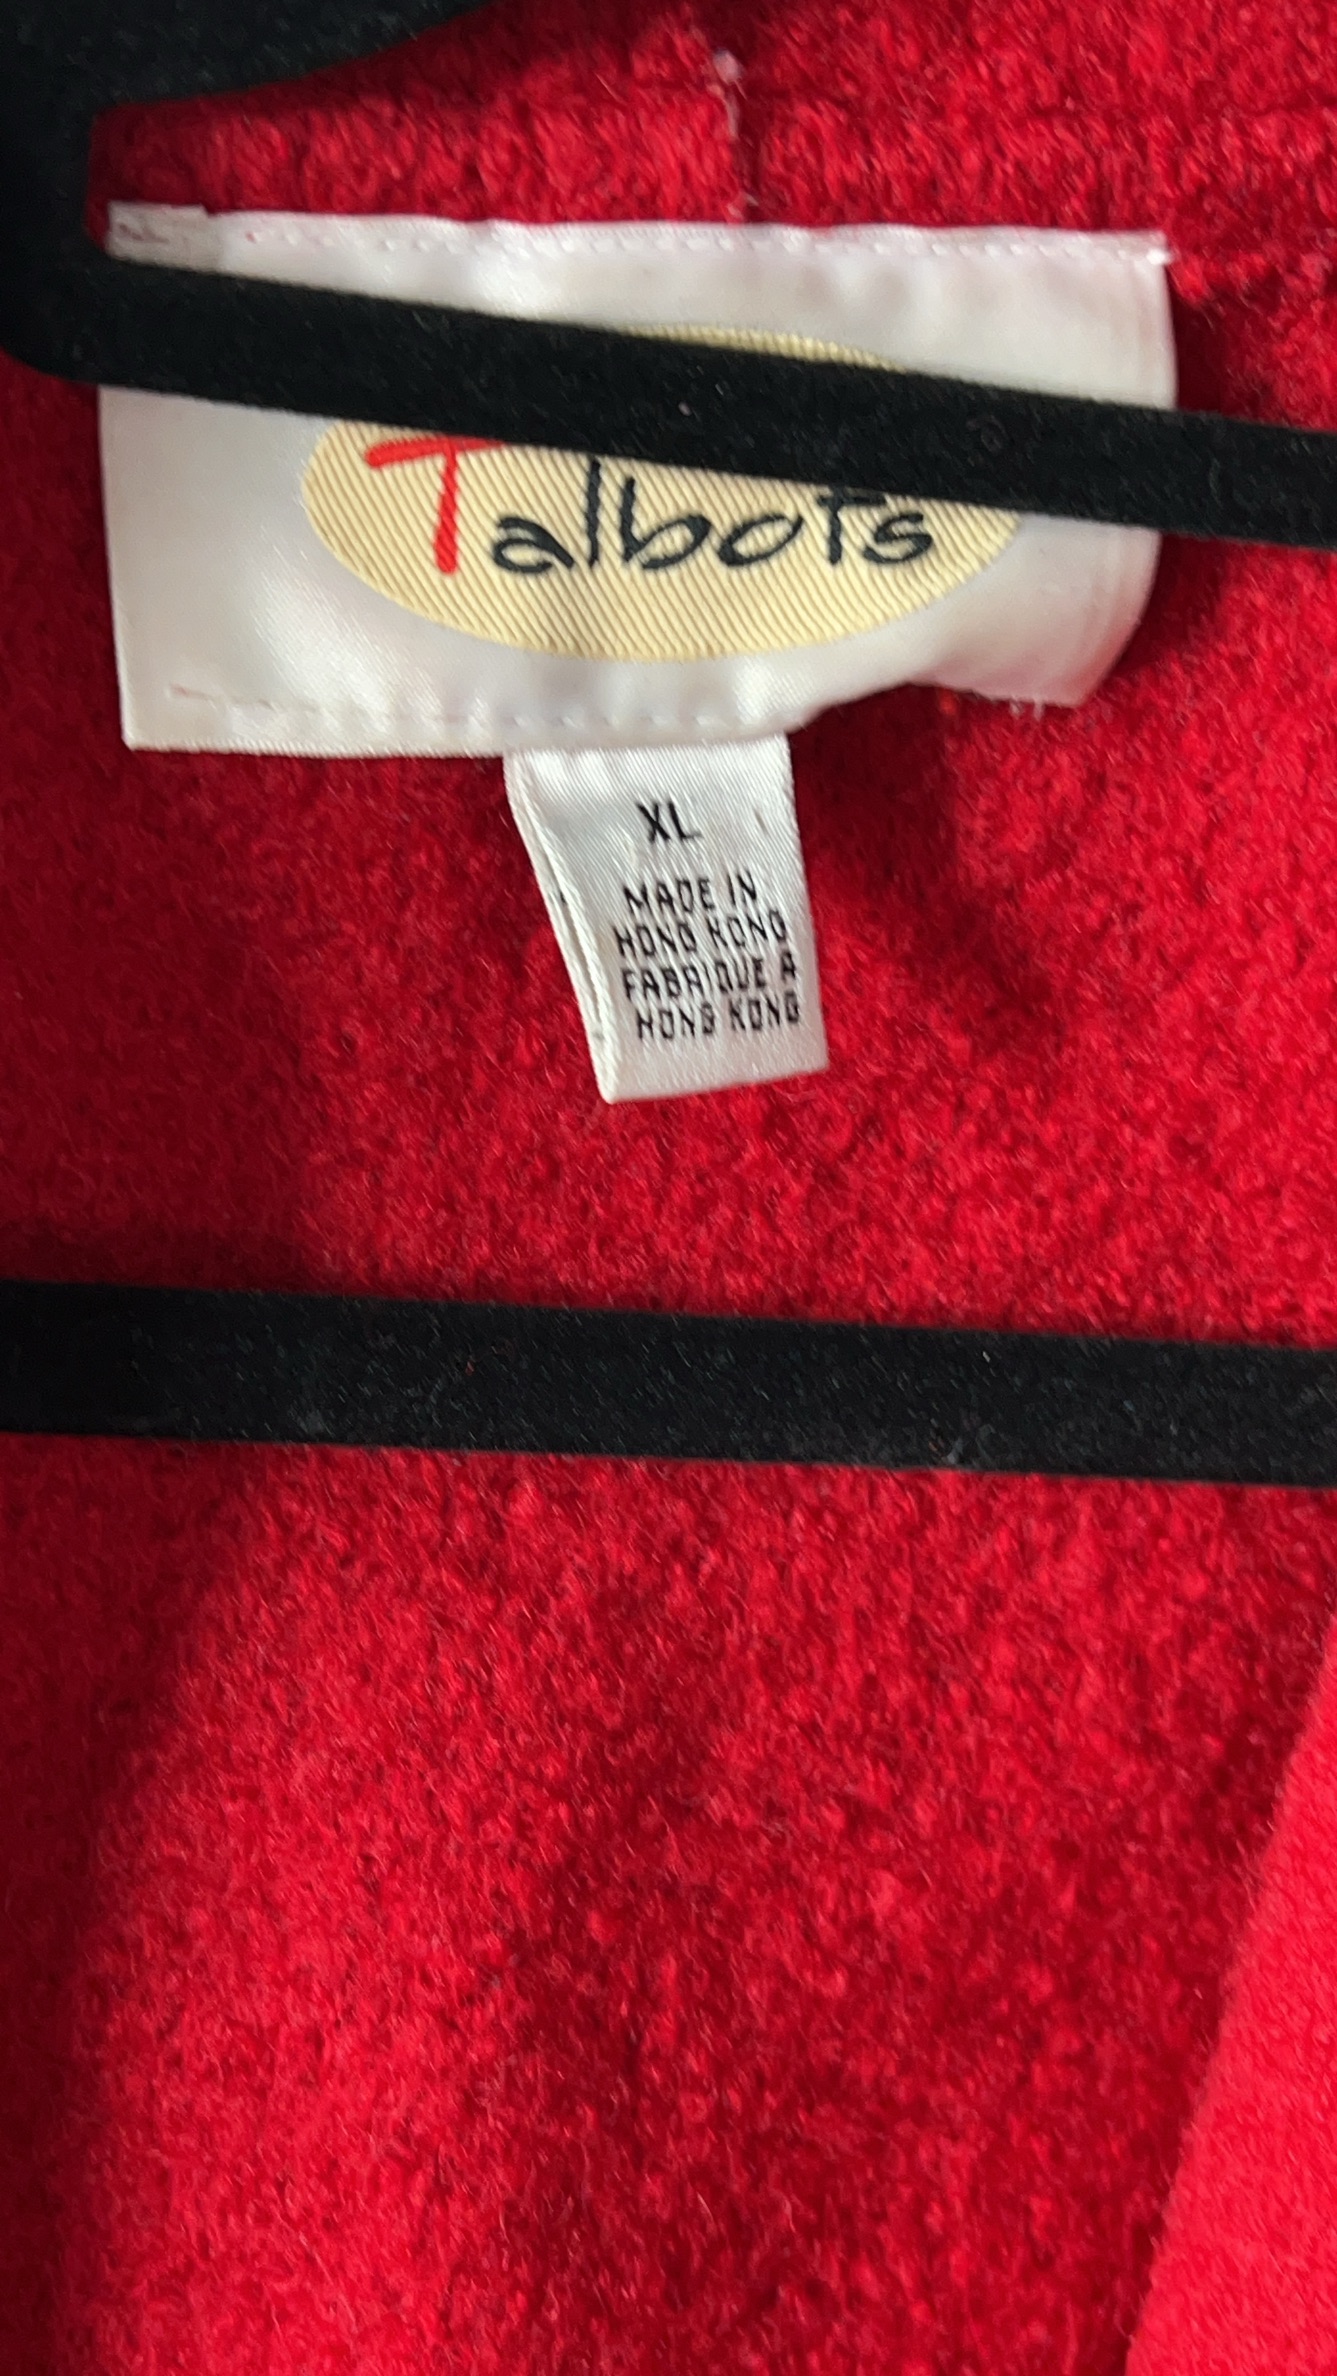 Talbots
XL
MADE IN
HONG KONG
FABRIQUE A
HONG KONG